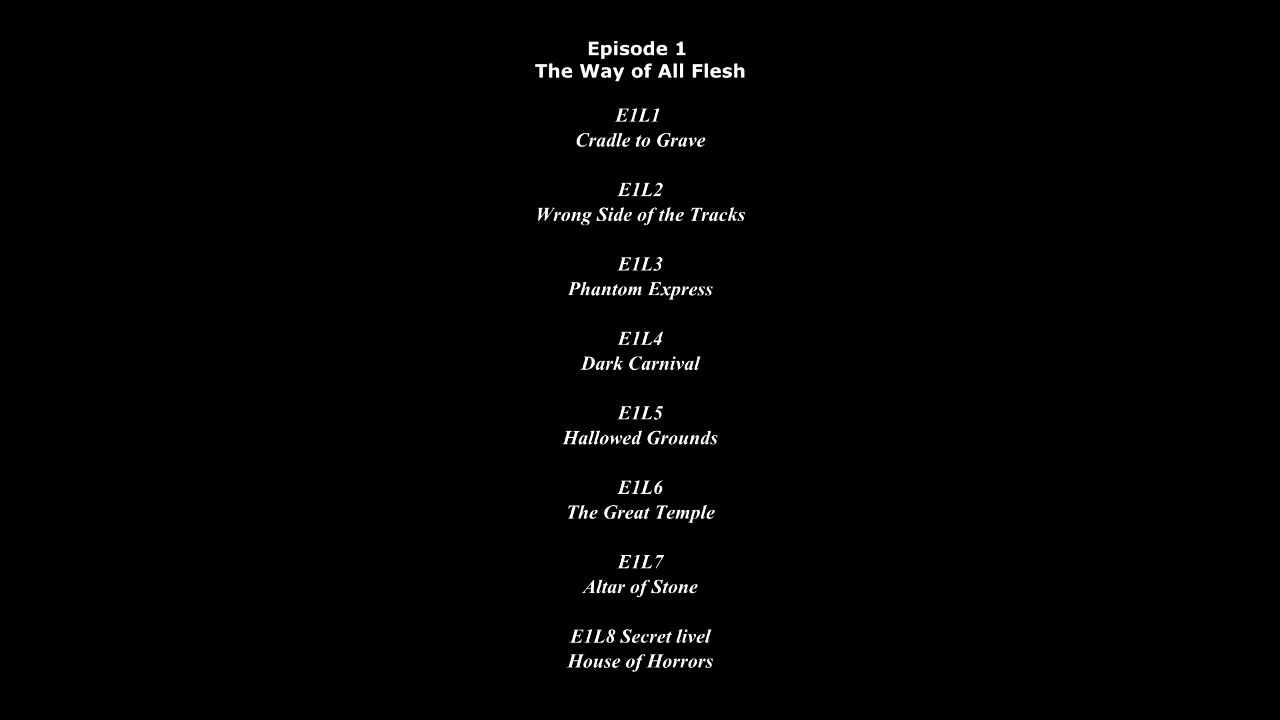 Episode 1
The Way of All Flesh
E1L1
Cradle to Grave
E1L2
Wrong Side of the Tracks
E1L3
Phantom Express
E1L4
Dark Carnival
E1L5
Hallowed Grounds
E1L6
The Great Temple
E1L7
Altar of Stone
E1L8 Secret livel
House of Horrors